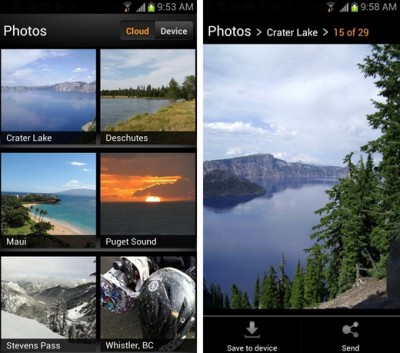 9:53 AM
Photos Cloud Device
Crater Lake Deschutes
Maui Puget Sound
Stevens Pass Whistler, BC
9:58 AM
Photos > Crater Lake > 15 of 29
Save to device Send